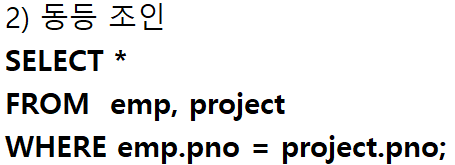 2) 동등 조인
SELECT *
FROM  emp, project
WHERE emp.pno = project.pno;